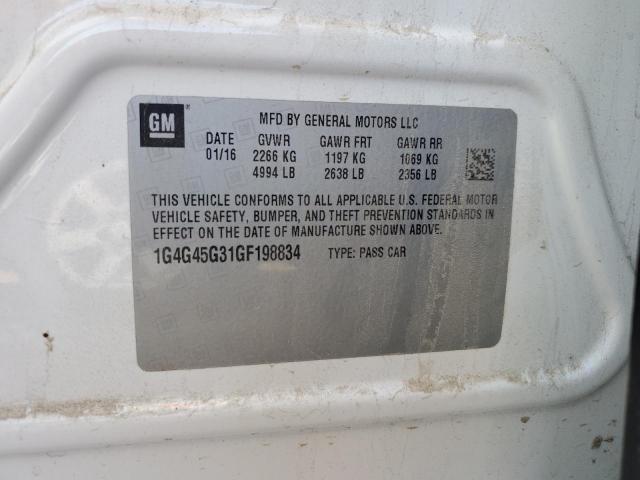 GM
MFD BY GENERAL MOTORS LLC
DATE GVWR GAWR FRT GAWR RR
01/16 2266 KG 1197 KG 1069 KG
4994 LB 2638 LB 2356 LB
THIS VEHICLE CONFORMS TO ALL APPLICABLE U.S. FEDERAL MOTOR
VEHICLE SAFETY, BUMPER, AND THEFT PREVENTION STANDARDS IN
EFFECT ON THE DATE OF MANUFACTURE SHOWN ABOVE.
1G4G45G31GF198834 TYPE: PASS CAR